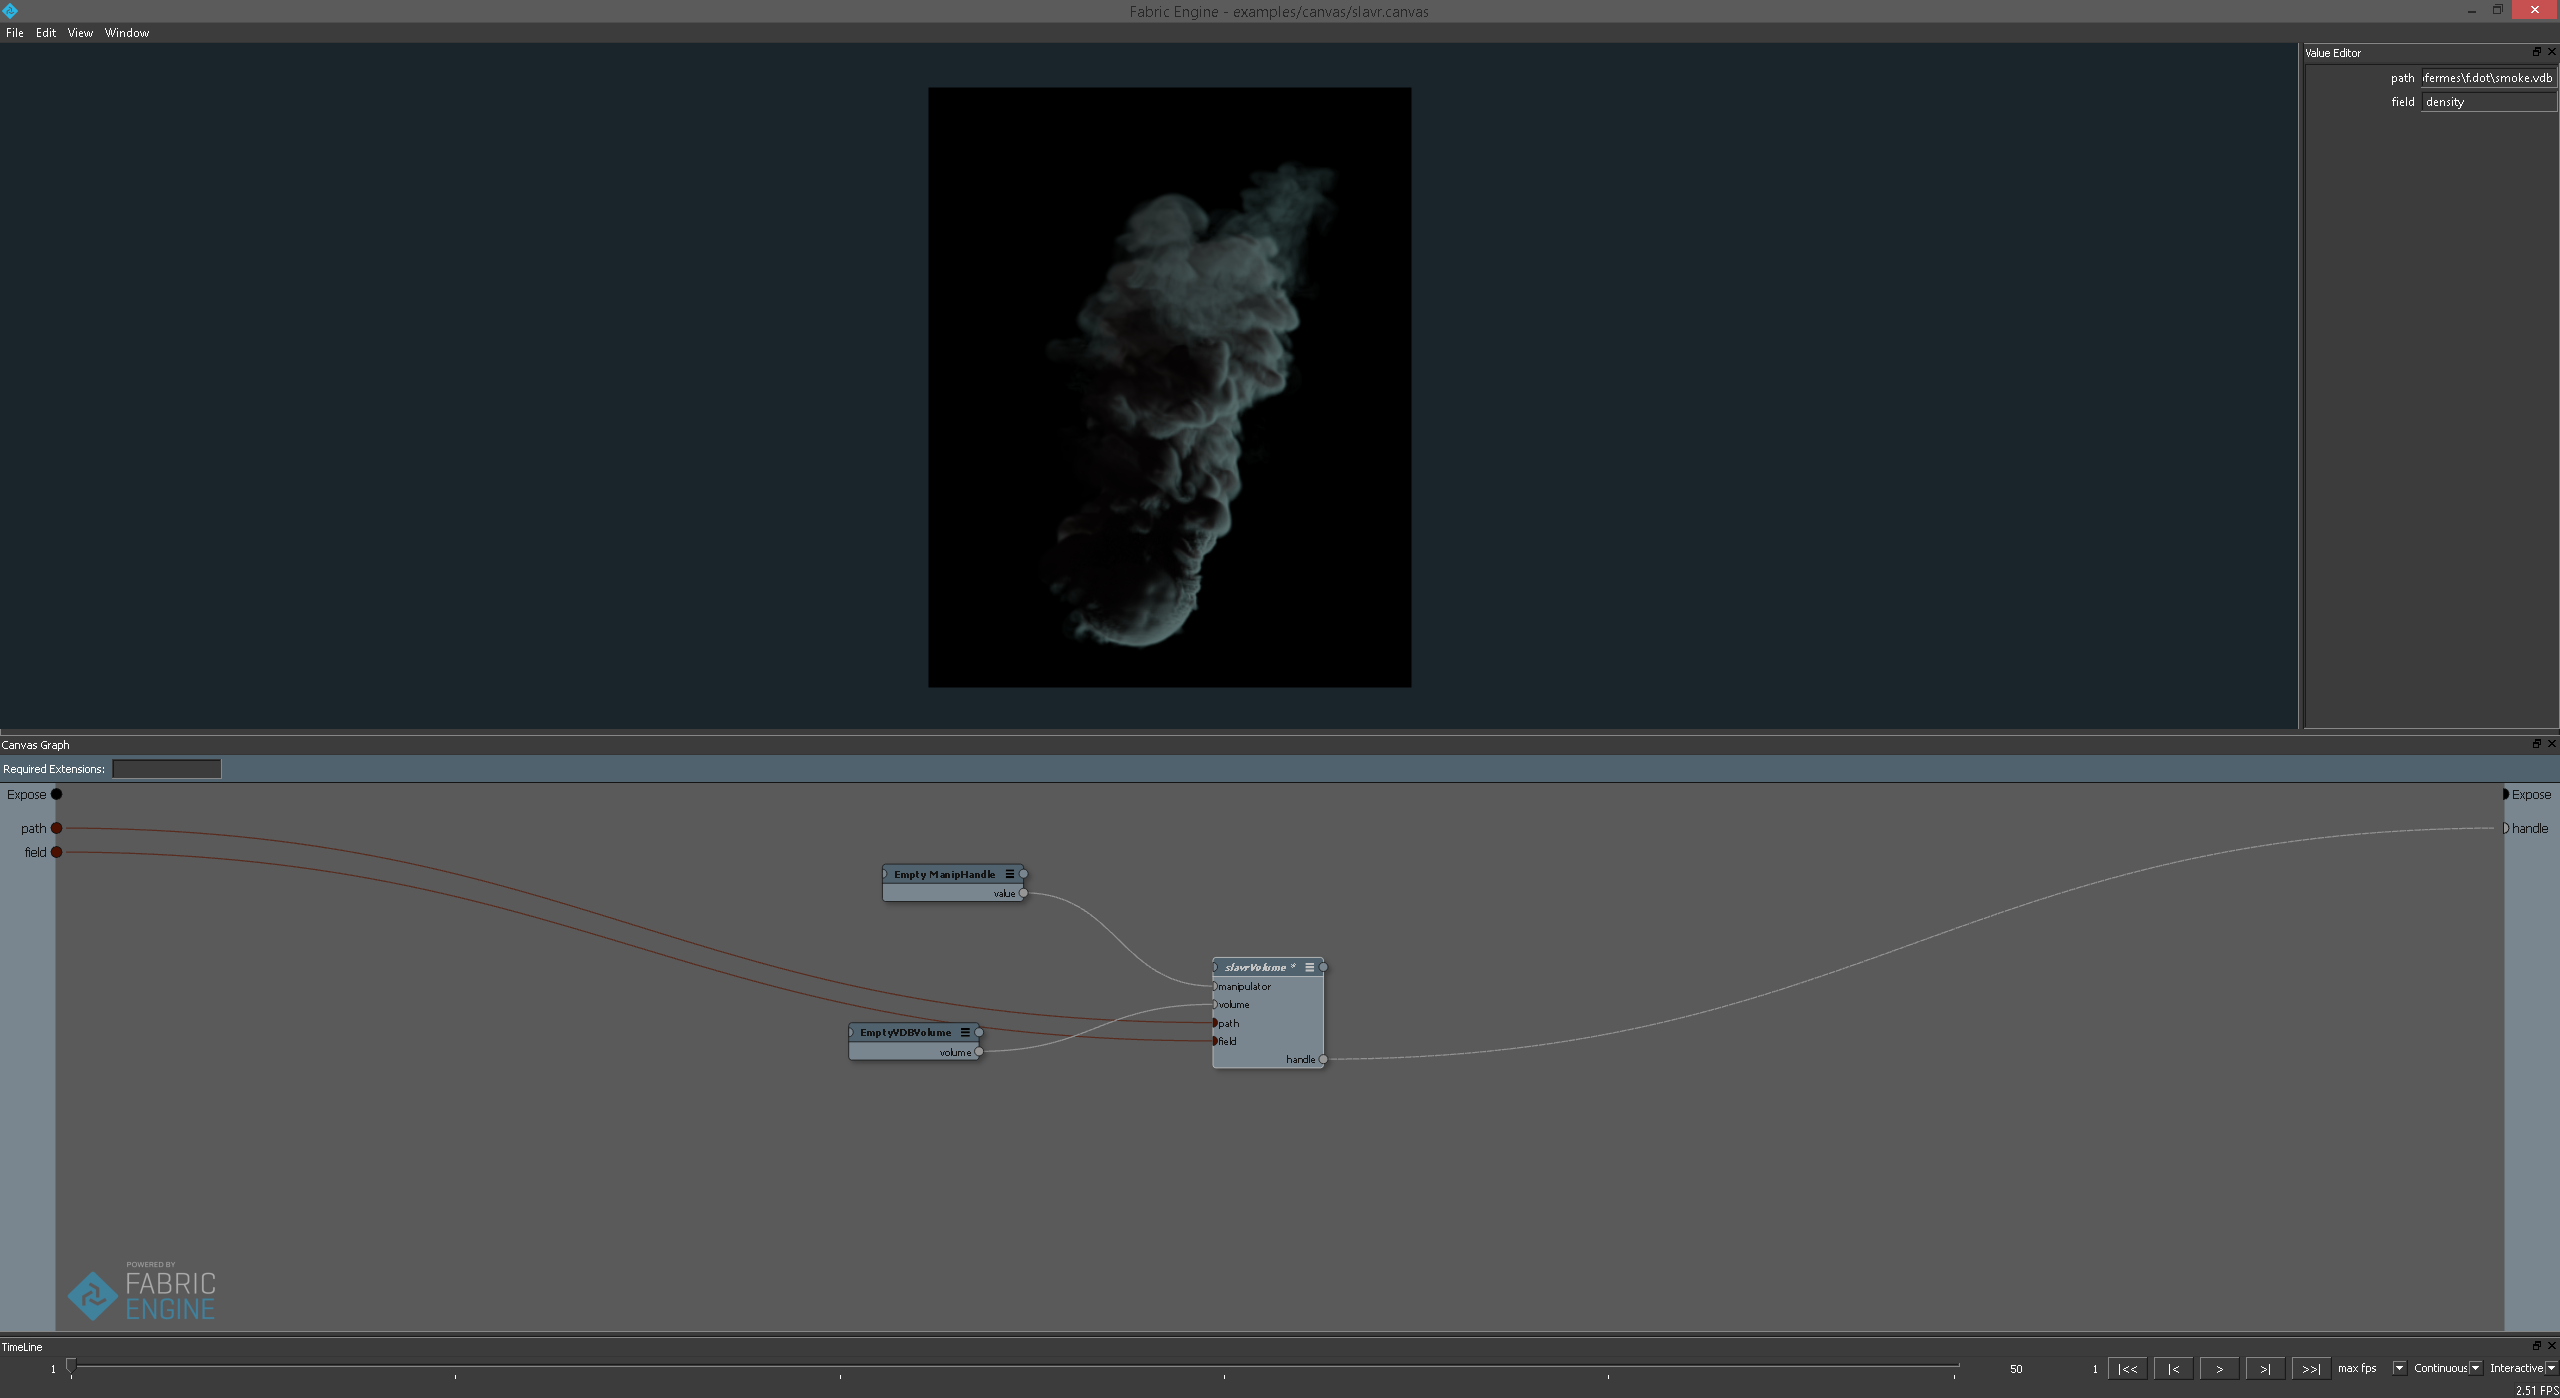 Fabric Engine - examples/canvas/slavr.canvas
File Edit View Window
Value Editor
path ofermes\f.dot\smoke.vdb
field density
Canvas Graph
Required Extensions:
Expose
path
field
Expose
handle
Empty ManipHandle
value
slavrVolume *
manipulator
volume
path
field
handle
EmptyVDBVolume
volume
POWERED BY
FABRIC
ENGINE
TimeLine
1 50 1 |<< |< > >| >>| max fps Continuous Interactive
2.51 FPS